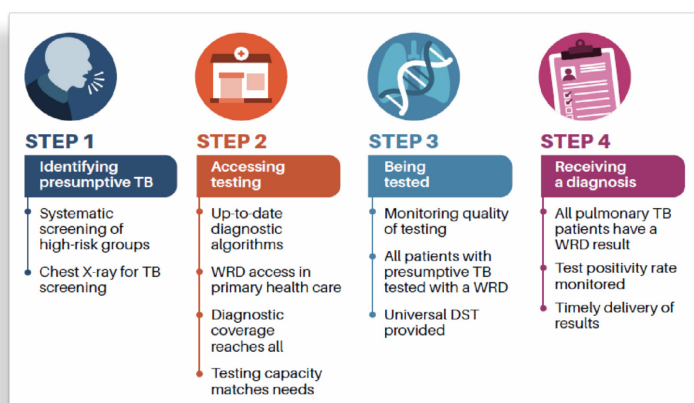 STEP 1
Identifying
presumptive TB
Systematic
screening of
high-risk groups
Chest X-ray for TB
screening
STEP 2
Accessing
testing
Up-to-date
diagnostic
algorithms
WRD access in
primary health care
Diagnostic
coverage
reaches all
Testing capacity
matches needs
STEP 3
Being
tested
Monitoring quality
of testing
All patients with
presumptive TB
tested with a WRD
Universal DST
provided
STEP 4
Receiving
a diagnosis
All pulmonary TB
patients have a
WRD result
Test positivity rate
monitored
Timely delivery of
results